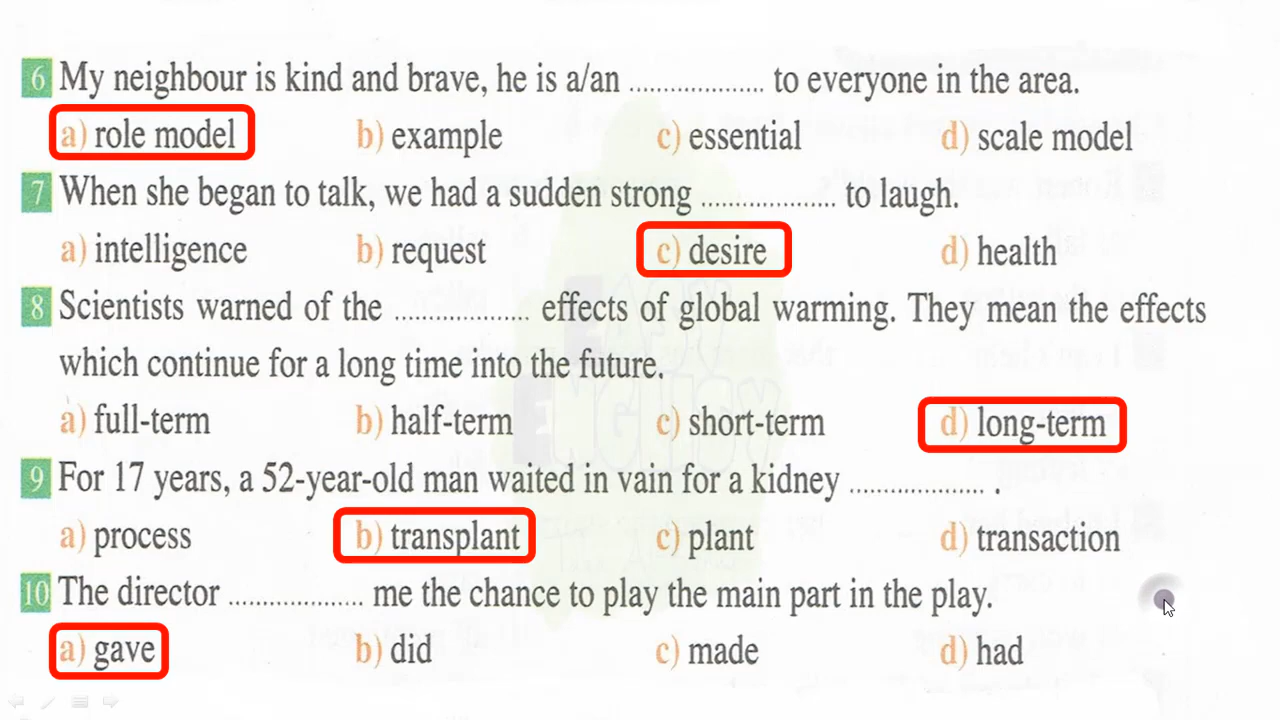 6 My neighbour is kind and brave, he is a/an .................... to everyone in the area.
a) role model b) example c) essential d) scale model
7 When she began to talk, we had a sudden strong .................... to laugh.
a) intelligence b) request c) desire d) health
8 Scientists warned of the .................... effects of global warming. They mean the effects
which continue for a long time into the future.
a) full-term b) half-term c) short-term d) long-term
9 For 17 years, a 52-year-old man waited in vain for a kidney .................... .
a) process b) transplant c) plant d) transaction
10 The director .................... me the chance to play the main part in the play.
a) gave b) did c) made d) had